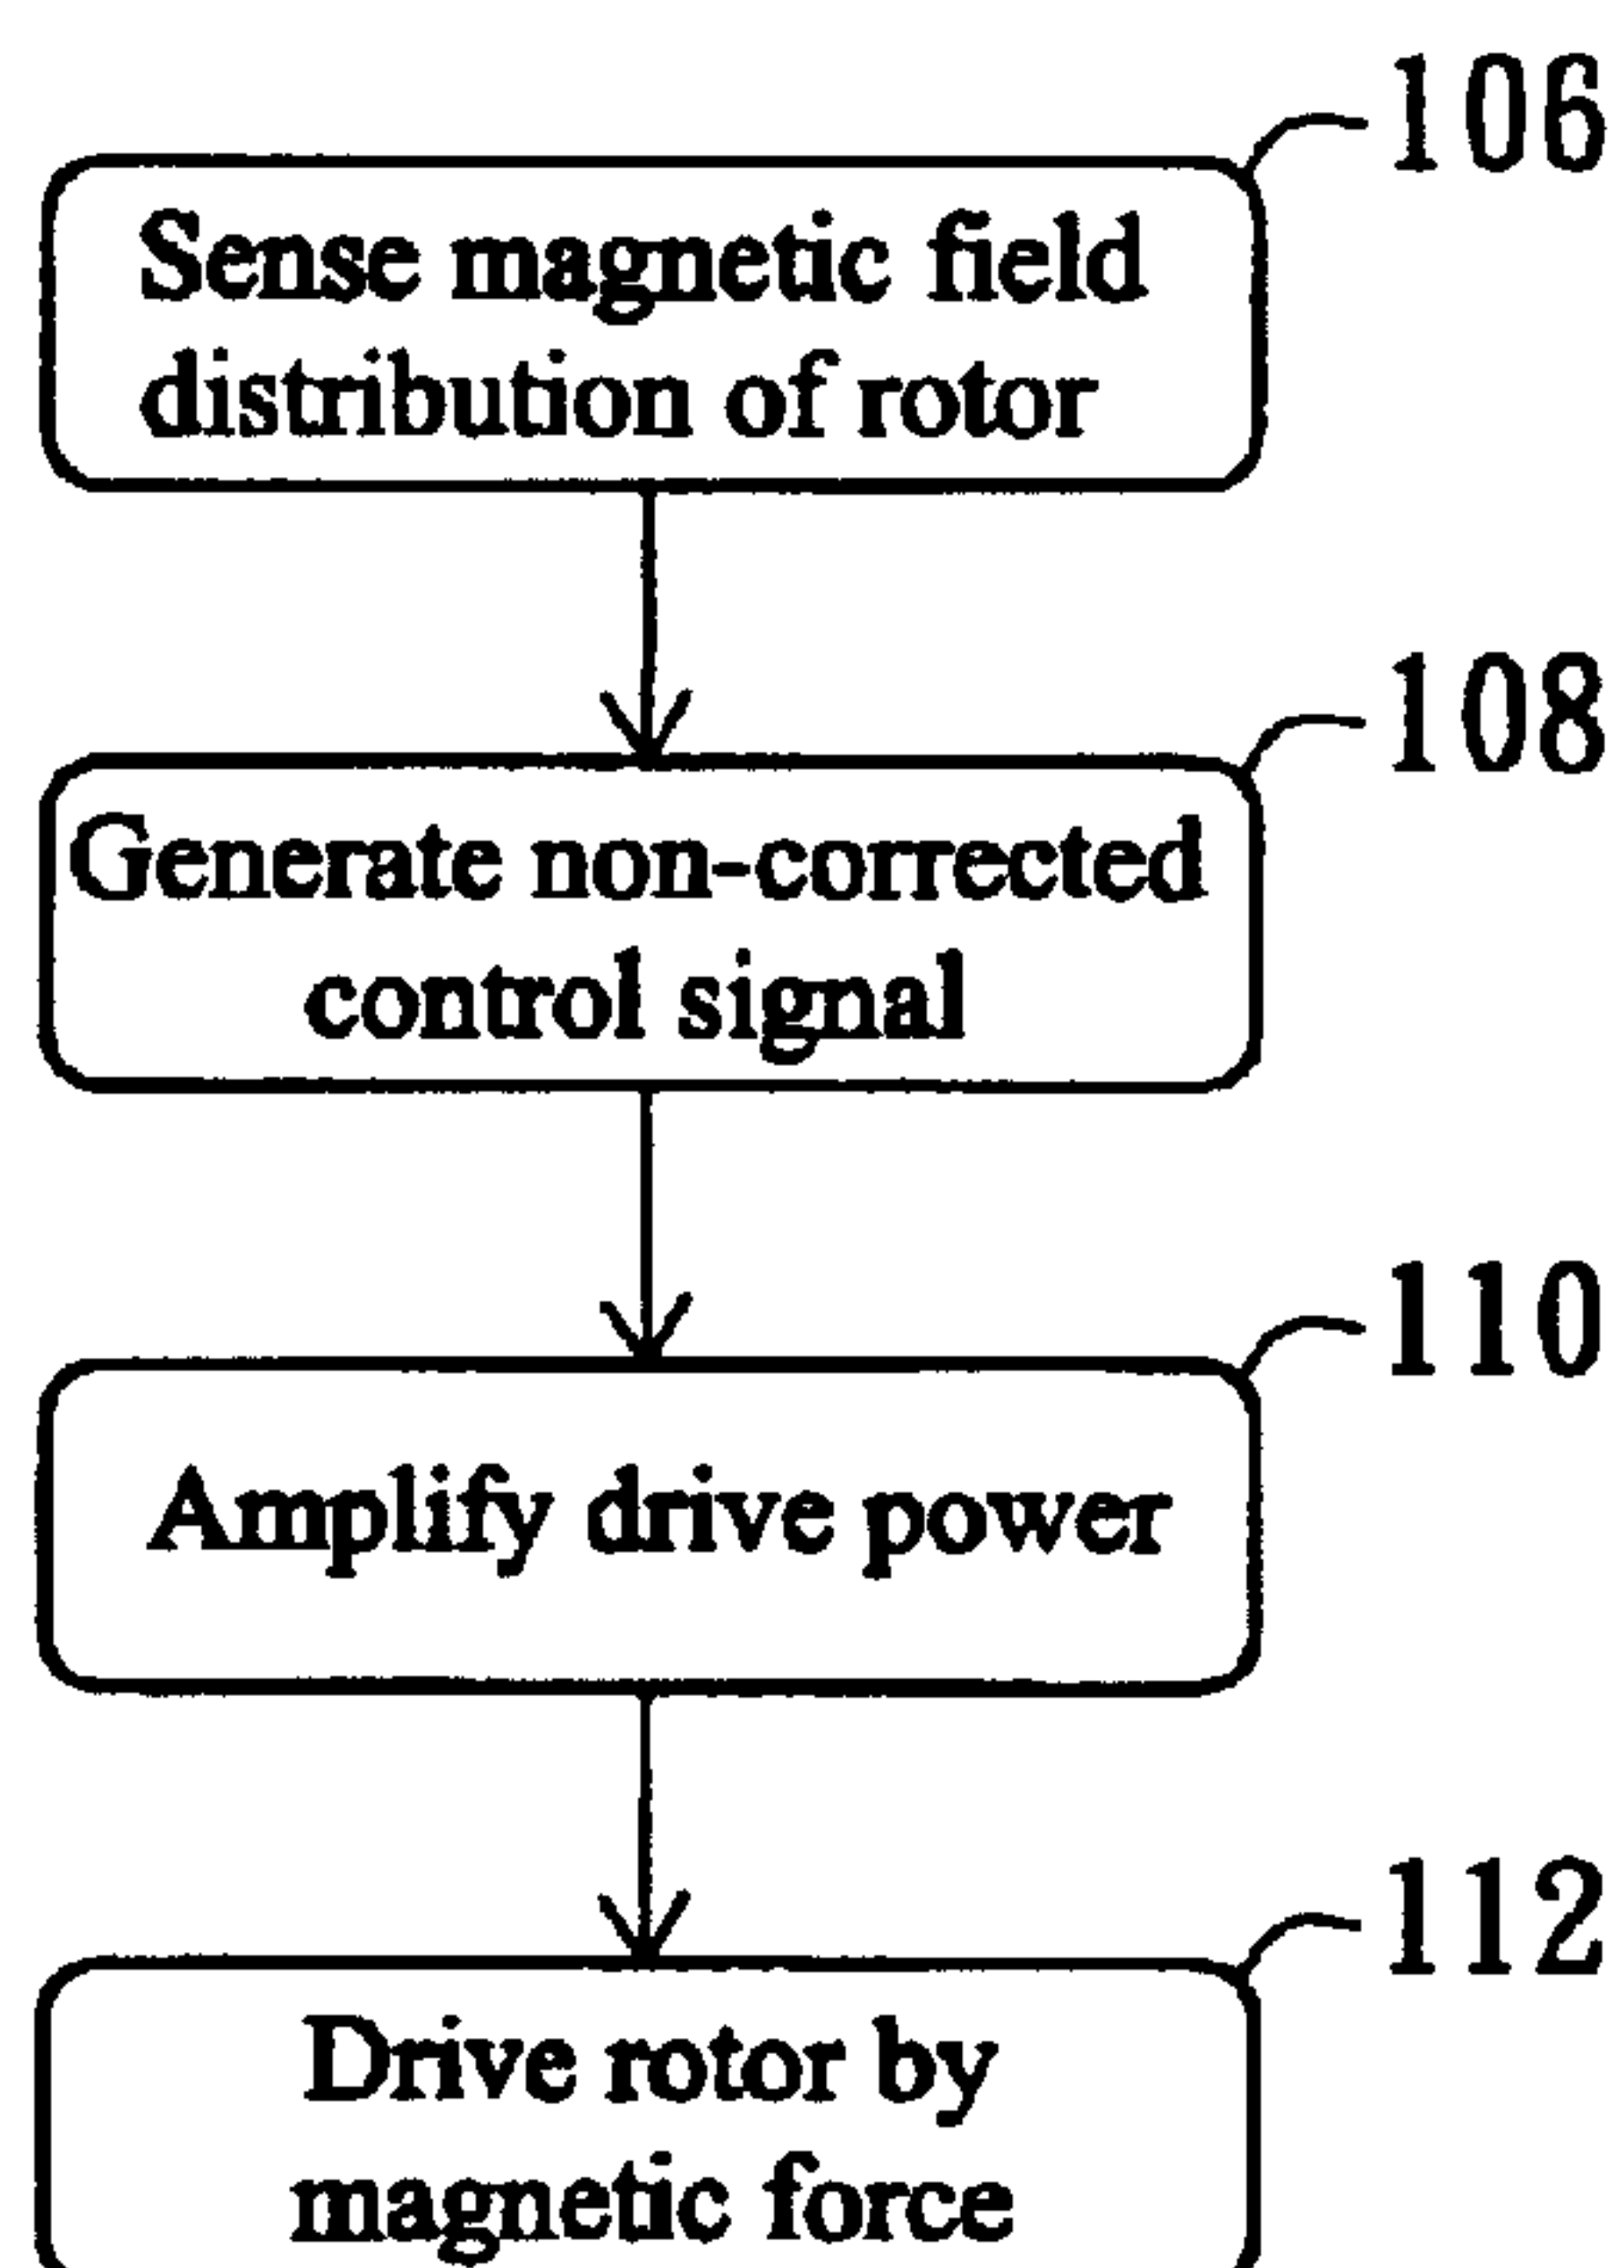 106
Sense magnetic field
distribution of rotor
108
Generate non-corrected
control signal
110
Amplify drive power
112
Drive rotor by
magnetic force